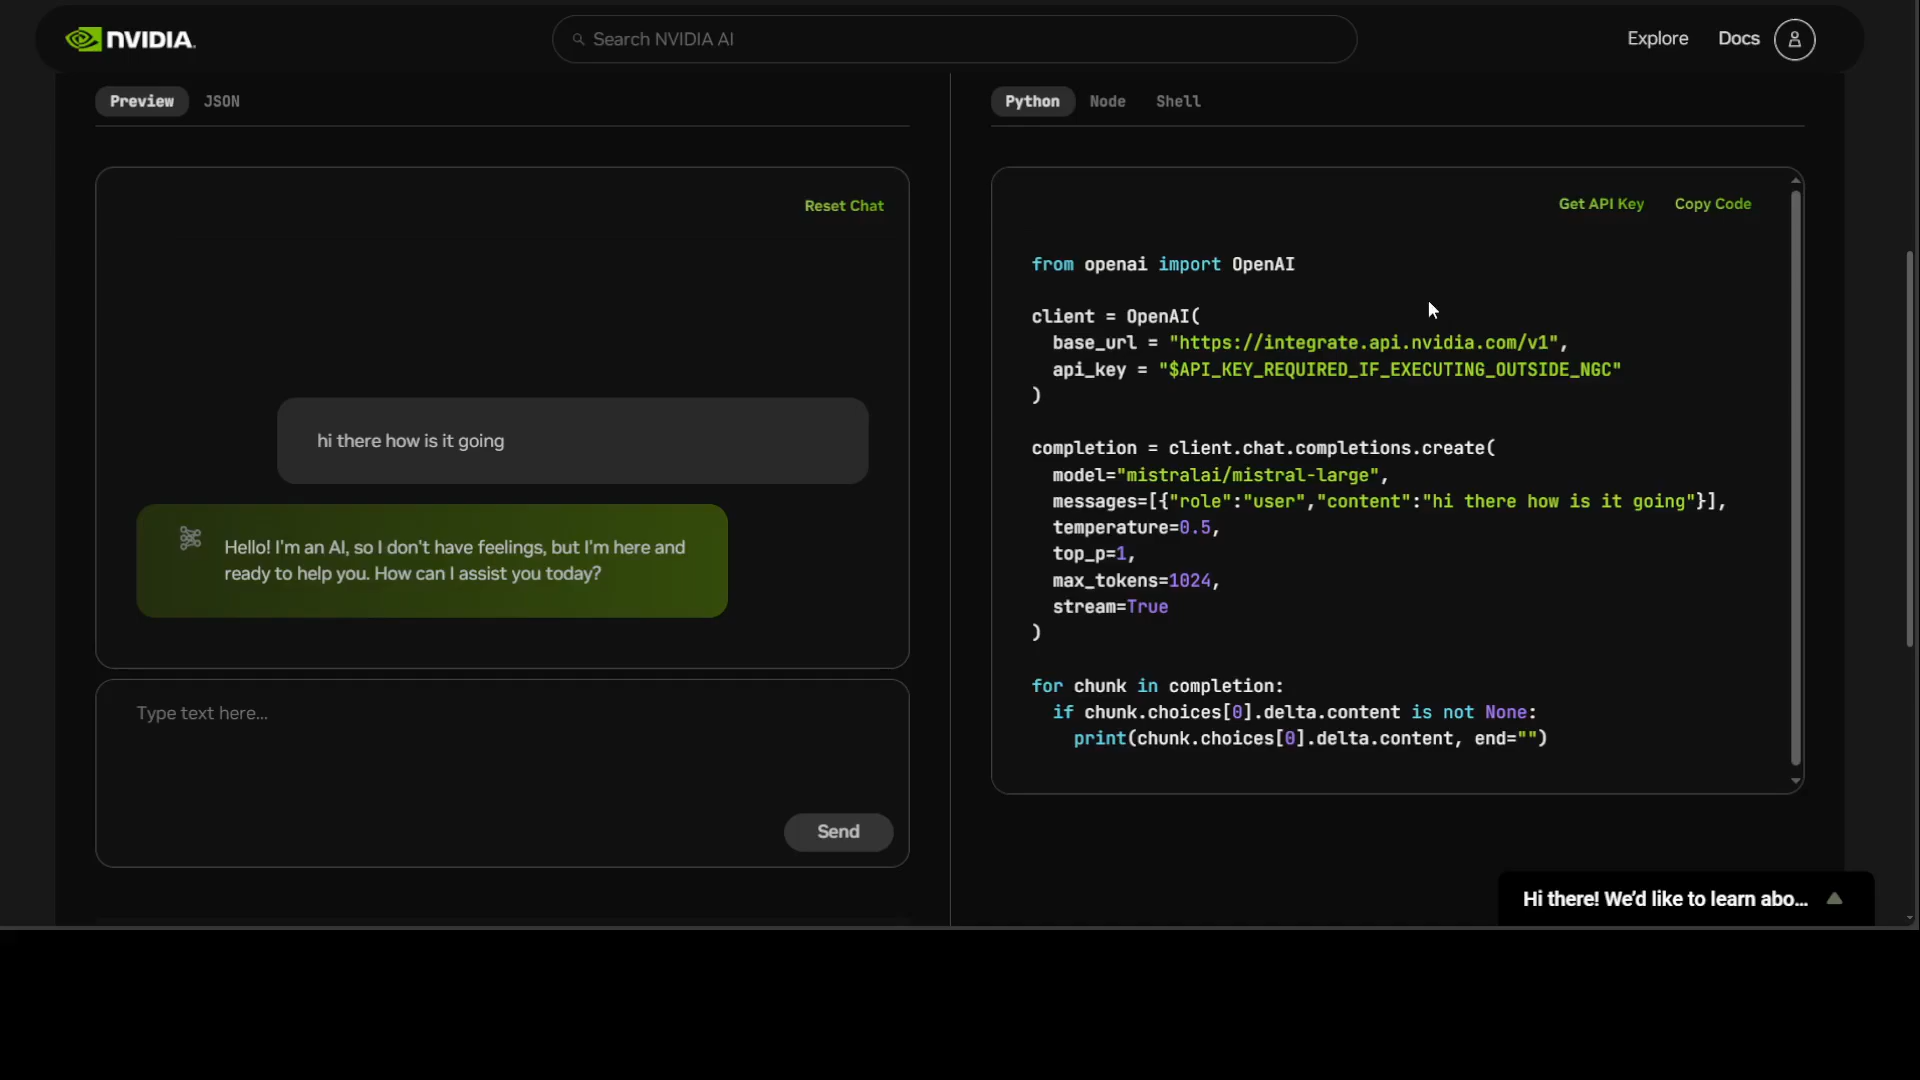 NVIDIA.
Search NVIDIA AI
Explore
Docs
Preview
JSON
Reset Chat
hi there how is it going
Hello! I'm an AI, so I don't have feelings, but I'm here and
ready to help you. How can I assist you today?
Type text here...
Send
Python
Node
Shell
Get API Key
Copy Code
from openai import OpenAI
client = OpenAI(
base_url = "https://integrate.api.nvidia.com/v1",
api_key = "$API_KEY_REQUIRED_IF_EXECUTING_OUTSIDE_NGC"
)
completion = client.chat.completions.create(
model="mistralai/mistral-large",
messages=[{"role":"user","content":"hi there how is it going"}],
temperature=0.5,
top_p=1,
max_tokens=1024,
stream=True
)
for chunk in completion:
if chunk.choices[0].delta.content is not None:
print(chunk.choices[0].delta.content, end="")
Hi there! We’d like to learn abo...